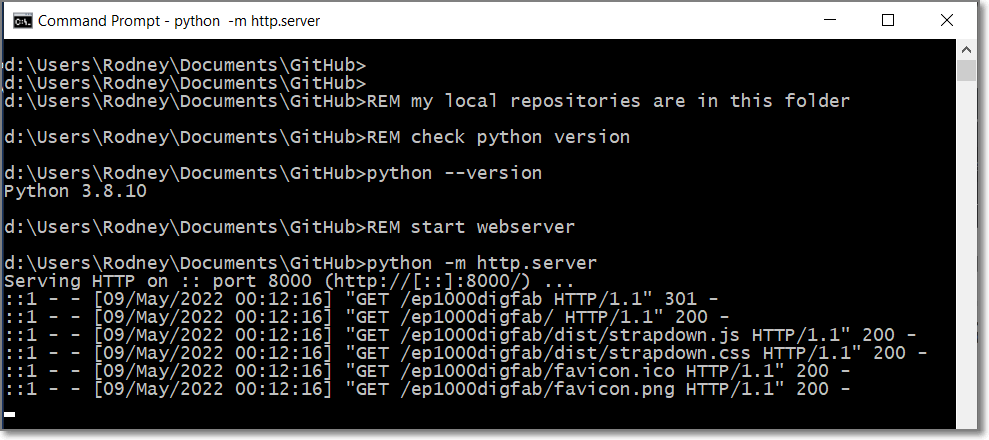 Command Prompt - python  -m http.server
d:\Users\Rodney\Documents\GitHub>
d:\Users\Rodney\Documents\GitHub>
d:\Users\Rodney\Documents\GitHub>REM my local repositories are in this folder
d:\Users\Rodney\Documents\GitHub>REM check python version
d:\Users\Rodney\Documents\GitHub>python --version
Python 3.8.10
d:\Users\Rodney\Documents\GitHub>REM start webserver
d:\Users\Rodney\Documents\GitHub>python -m http.server
Serving HTTP on :: port 8000 (http://[::]:8000/) ...
::1 - - [09/May/2022 00:12:16] "GET /ep1000digfab HTTP/1.1" 301 -
::1 - - [09/May/2022 00:12:16] "GET /ep1000digfab/ HTTP/1.1" 200 -
::1 - - [09/May/2022 00:12:16] "GET /ep1000digfab/dist/strapdown.js HTTP/1.1" 200 -
::1 - - [09/May/2022 00:12:16] "GET /ep1000digfab/dist/strapdown.css HTTP/1.1" 200 -
::1 - - [09/May/2022 00:12:16] "GET /ep1000digfab/favicon.ico HTTP/1.1" 200 -
::1 - - [09/May/2022 00:12:16] "GET /ep1000digfab/favicon.png HTTP/1.1" 200 -